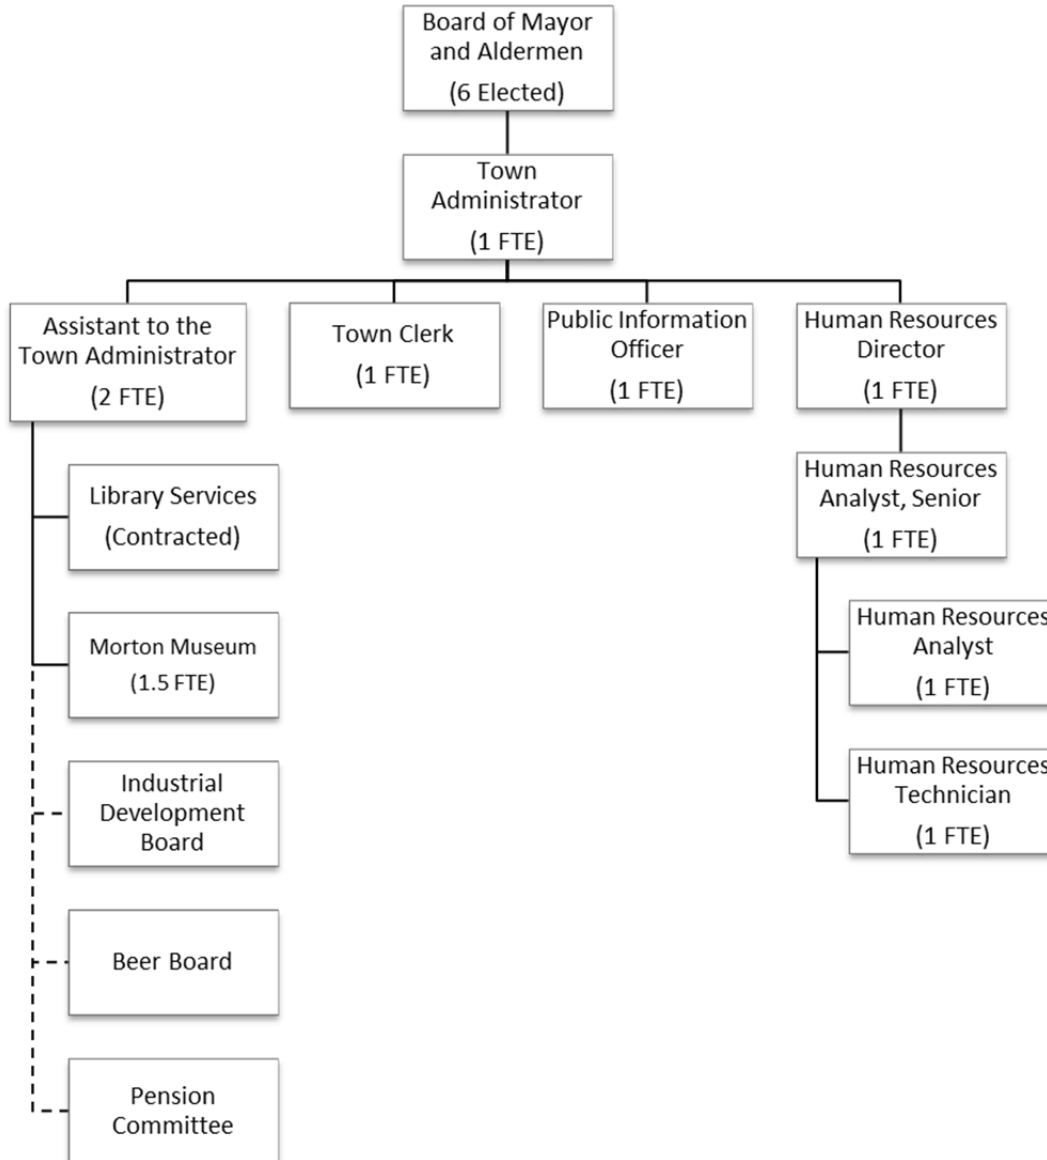 Board of Mayor
and Aldermen
(6 Elected)
Town
Administrator
(1 FTE)
Assistant to the
Town Administrator
(2 FTE)
Town Clerk
(1 FTE)
Public Information
Officer
(1 FTE)
Human Resources
Director
(1 FTE)
Library Services
(Contracted)
Morton Museum
(1.5 FTE)
Industrial
Development
Board
Beer Board
Pension
Committee
Human Resources
Analyst, Senior
(1 FTE)
Human Resources
Analyst
(1 FTE)
Human Resources
Technician
(1 FTE)